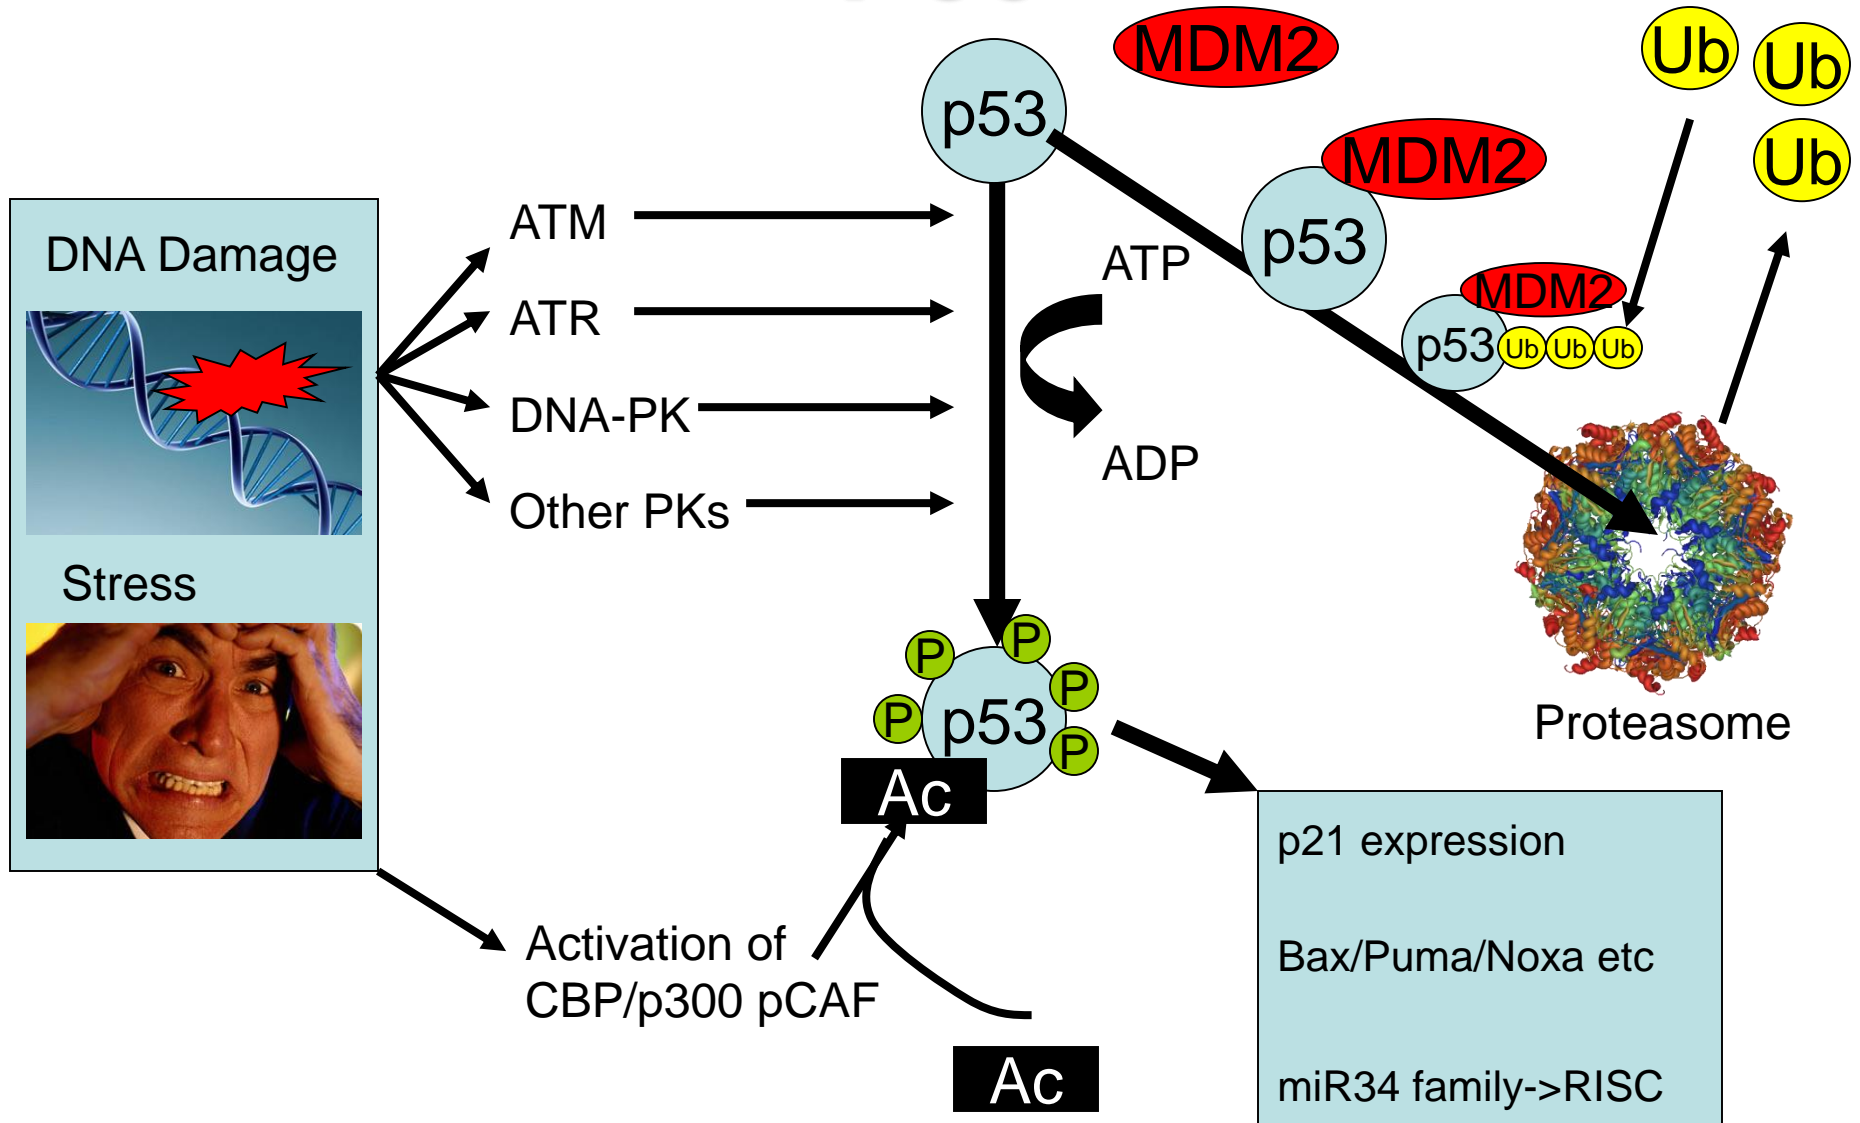 MDM2
Ub
Ub
p53
MDM2
Ub
ATM
DNA Damage
p53
ATP
MDM2
ATR
p53
Ub
Ub
Ub
DNA-PK
ADP
Other PKs
Stress
P
P
P
P
p53
P
Proteasome
Ac
p21 expression
Activation of
CBP/p300 pCAF
Bax/Puma/Noxa etc
Ac
miR34 family->RISC